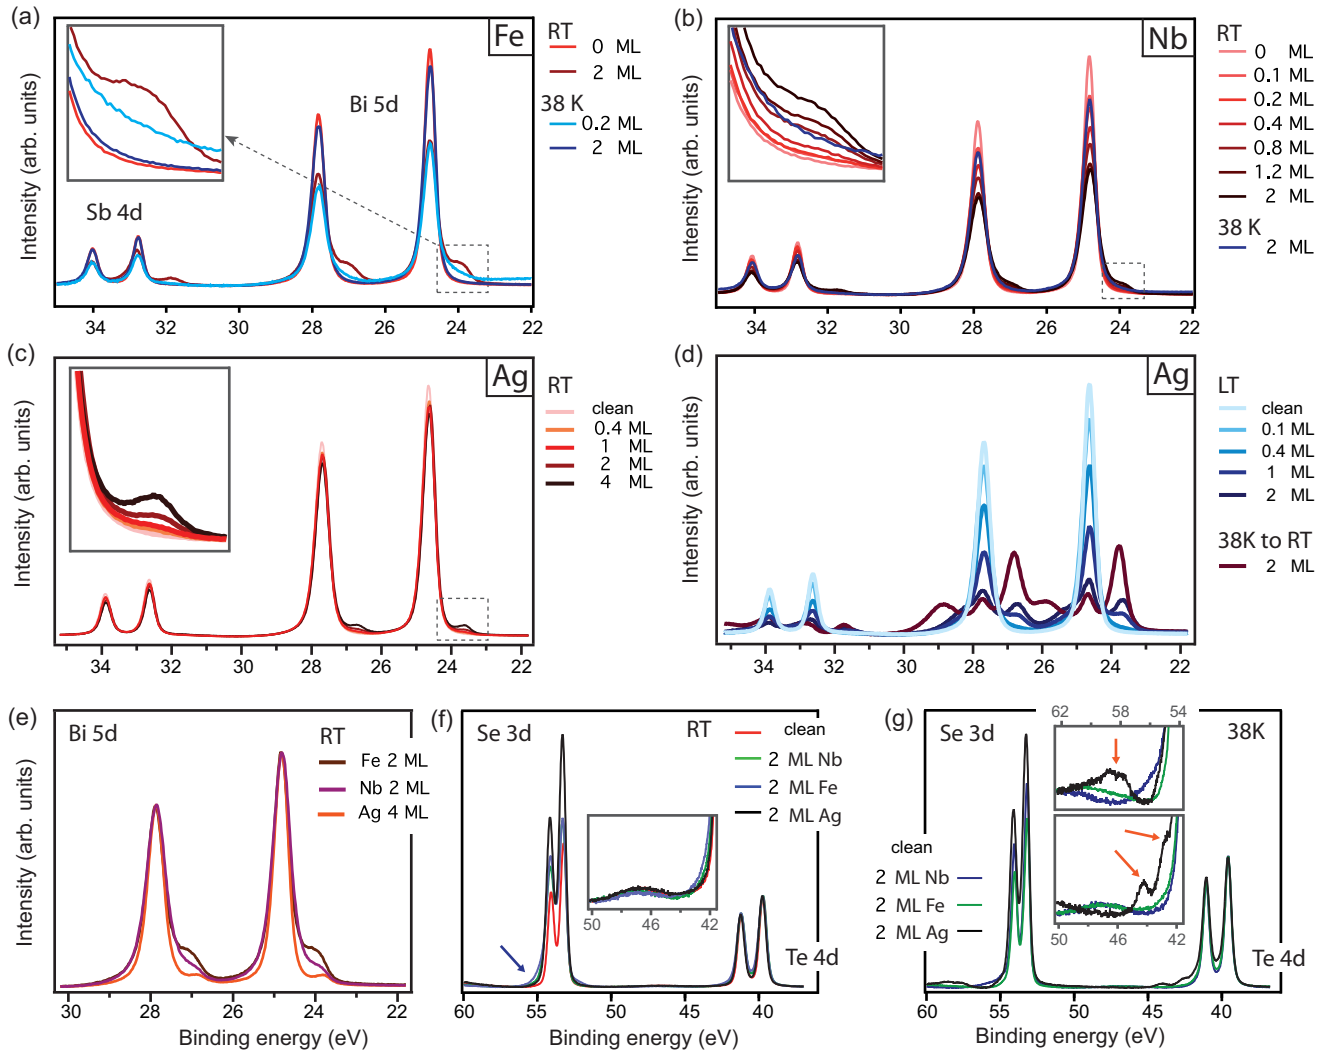 (a)
Intensity (arb. units)
Fe
Bi 5d
Sb 4d
34 32 30 28 26 24 22
RT
0 ML
2 ML
38 K
0.2 ML
2 ML
(b)
Intensity (arb. units)
Nb
34 32 30 28 26 24 22
RT
0 ML
0.1 ML
0.2 ML
0.4 ML
0.8 ML
1.2 ML
2 ML
38 K
2 ML
(c)
Intensity (arb. units)
Ag
34 32 30 28 26 24 22
RT
clean
0.4 ML
1 ML
2 ML
4 ML
(d)
Intensity (arb. units)
Ag
34 32 30 28 26 24 22
LT
clean
0.1 ML
0.4 ML
1 ML
2 ML
38K to RT
2 ML
(e)
Bi 5d
Intensity (arb. units)
RT
Fe 2 ML
Nb 2 ML
Ag 4 ML
30 28 26 24 22
Binding energy (eV)
(f)
Se 3d
RT
clean
2 ML Nb
2 ML Fe
2 ML Ag
50 46 42
Te 4d
60 55 50 45 40
Binding energy (eV)
(g)
Se 3d
38K
62 58 54
50 46 42
clean
2 ML Nb
2 ML Fe
2 ML Ag
Te 4d
60 55 50 45 40
Binding energy (eV)